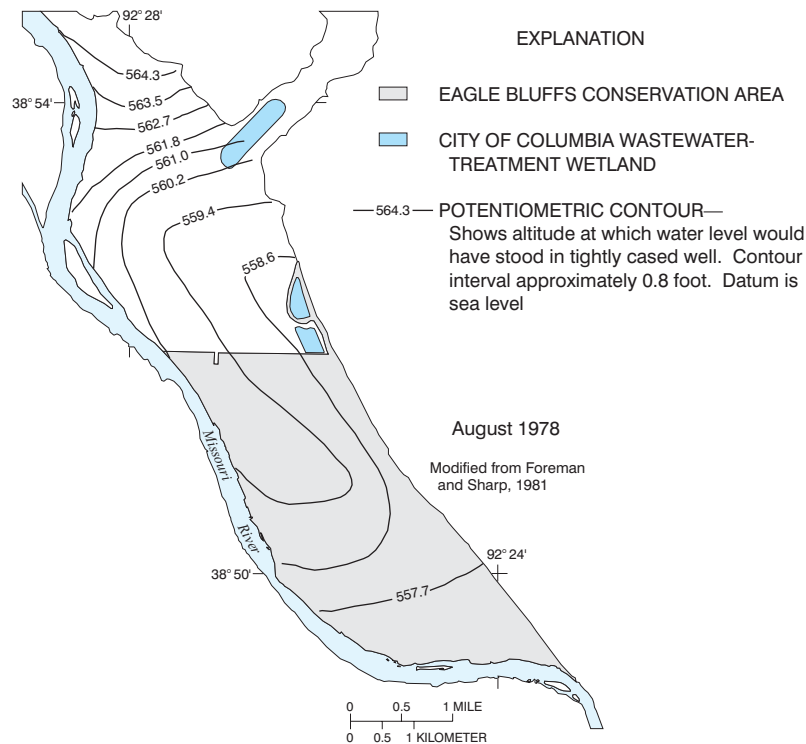 92° 28'
EXPLANATION
564.3
38° 54'
563.5
562.7
561.8
561.0
560.2
559.4
558.6
EAGLE BLUFFS CONSERVATION AREA
CITY OF COLUMBIA WASTEWATER-
TREATMENT WETLAND
564.3
POTENTIOMETRIC CONTOUR—
Shows altitude at which water level would
have stood in tightly cased well. Contour
interval approximately 0.8 foot. Datum is
sea level
August 1978
Modified from Foreman
and Sharp, 1981
Missouri
River
92° 24'
38° 50'
557.7
0 0.5 1 MILE
0 0.5 1 KILOMETER